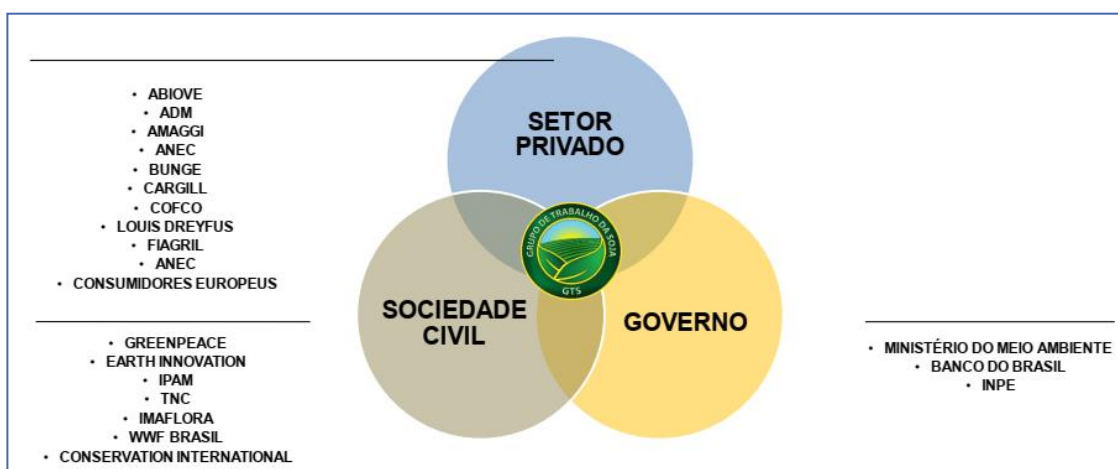 • ABIOVE
• ADM
• AMAGGI
• ANEC
• BUNGE
• CARGILL
• COFCO
• LOUIS DREYFUS
• FIAGRIL
• ANEC
• CONSUMIDORES EUROPEUS
SETOR
PRIVADO
GRUPO DE TRABALHO DA SOJA
GTS
SOCIEDADE
CIVIL
GOVERNO
• GREENPEACE
• EARTH INNOVATION
• IPAM
• TNC
• IMAFLORA
• WWF BRASIL
• CONSERVATION INTERNATIONAL
• MINISTÉRIO DO MEIO AMBIENTE
• BANCO DO BRASIL
• INPE